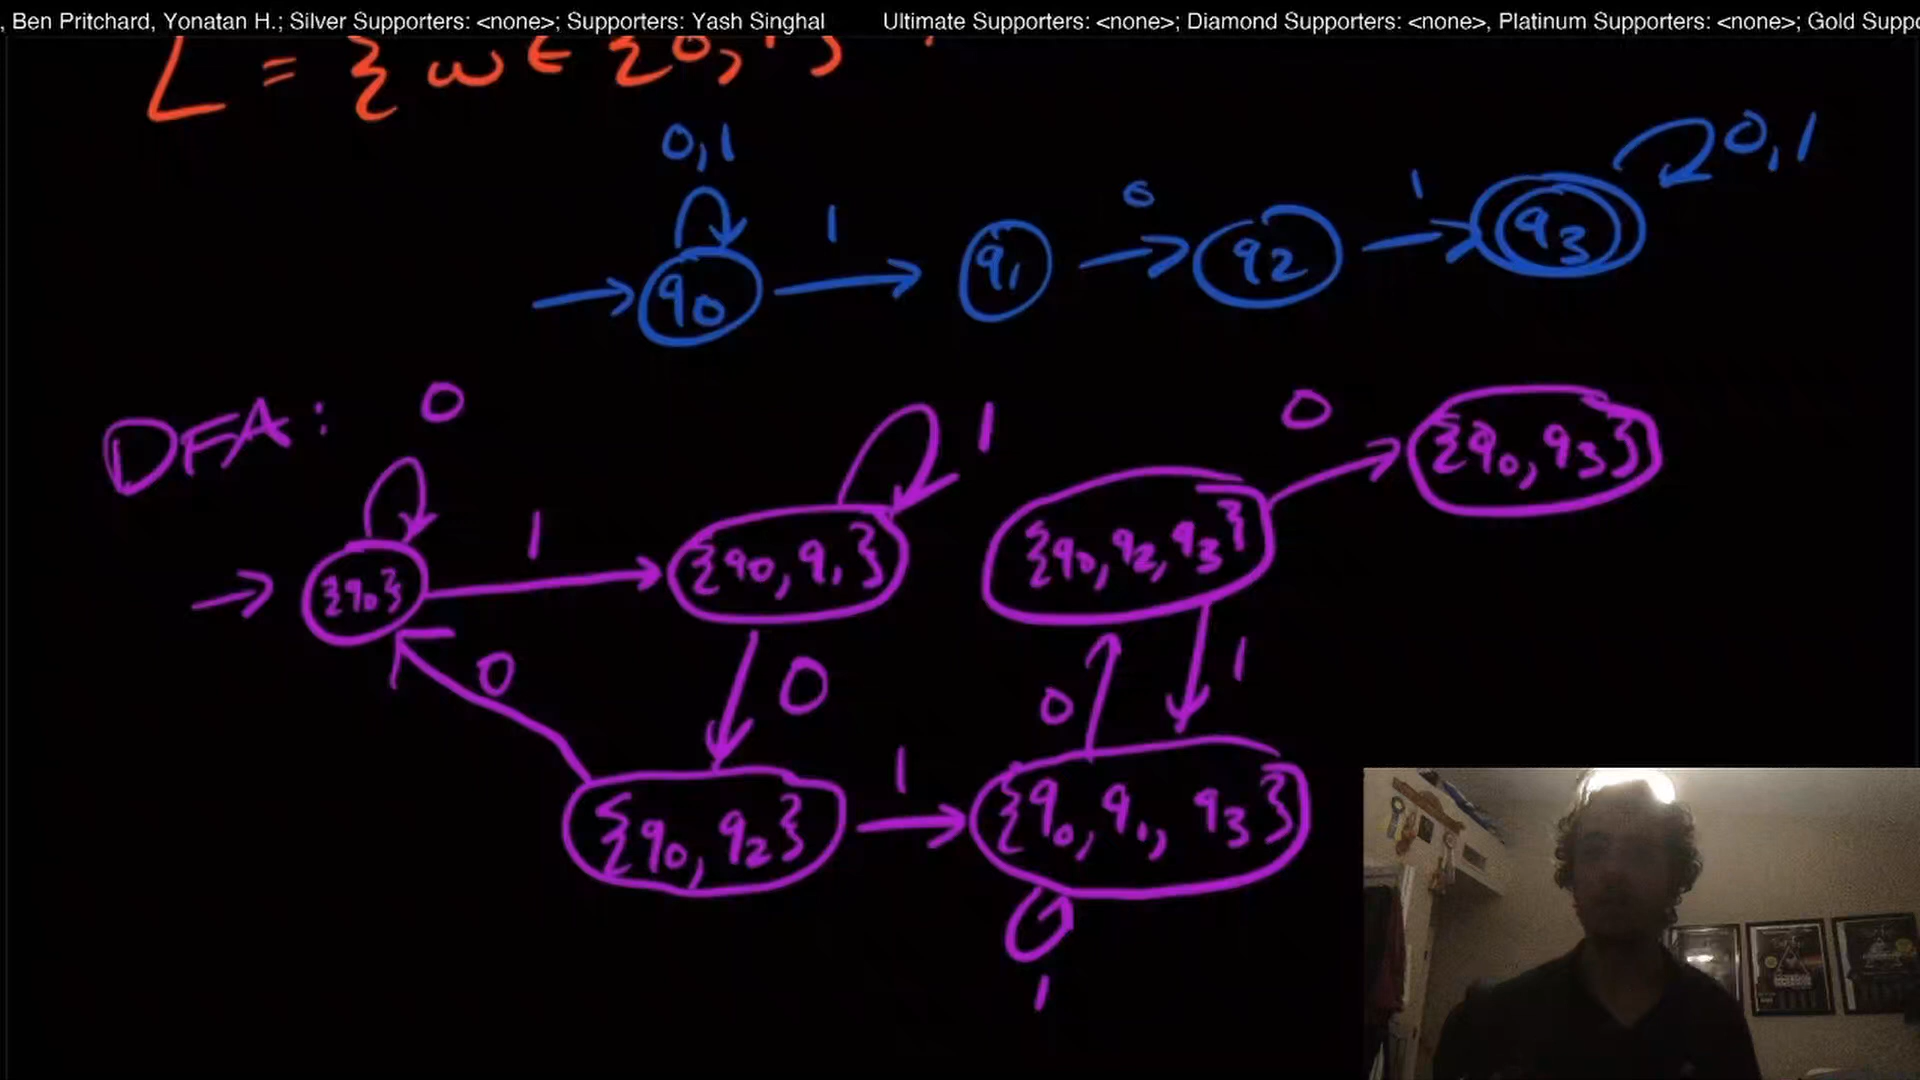 , Ben Pritchard, Yonatan H.; Silver Supporters: <none>; Supporters: Yash Singhal Ultimate Supporters: <none>; Diamond Supporters: <none>, Platinum Supporters: <none>; Gold Suppo
L = { w ∈ {0, 1}
0,1
0,1
1
0
1
q0
q1
q2
q3
DFA:
0
1
0
{q0, q3}
1
{q0}
{q0, q1}
{q0, q2, q3}
0
0
0
1
1
{q0, q2}
{q0, q1, q3}
1